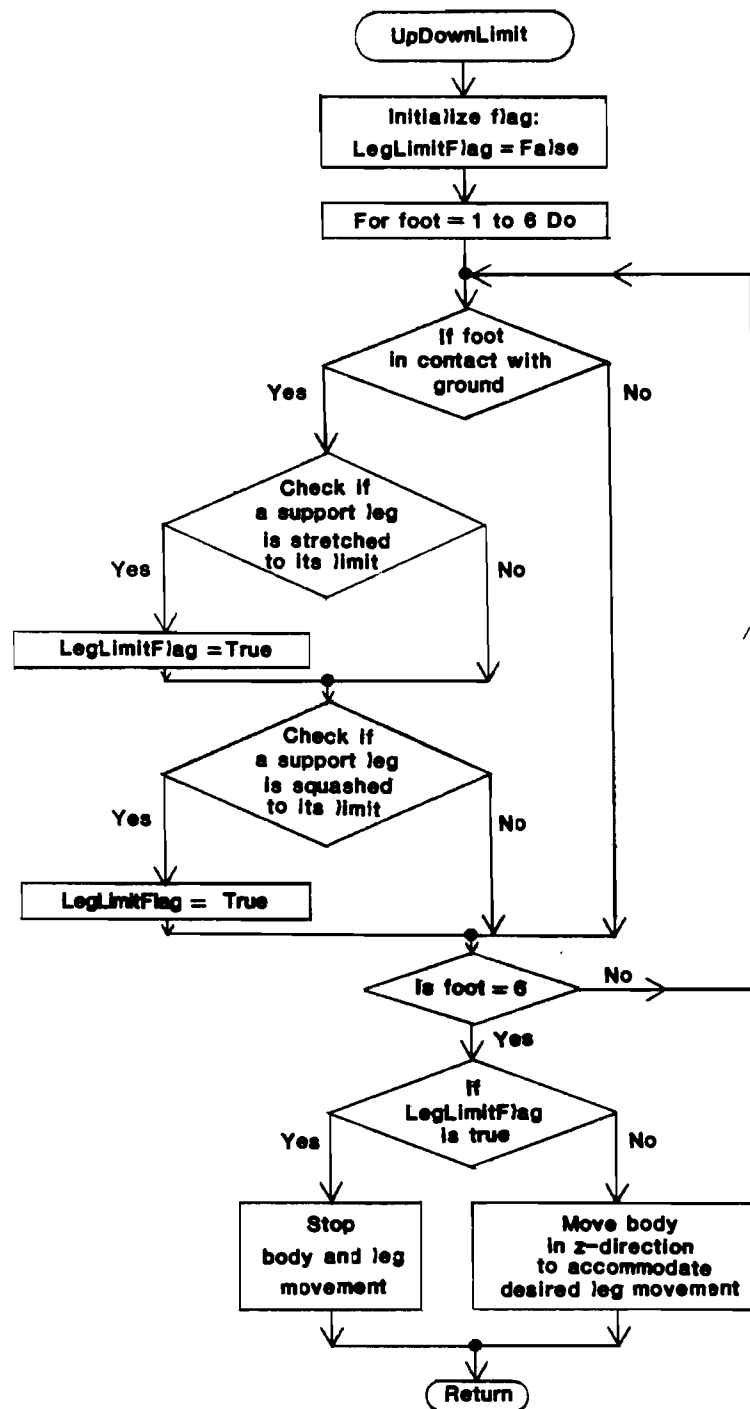 UpDownLimit
Initialize flag:
LegLimitFlag = False
For foot = 1 to 6 Do
If foot
in contact with
ground
Yes
No
Check if
a support leg
is stretched
to its limit
Yes
No
LegLimitFlag = True
Check if
a support leg
is squashed
to its limit
Yes
No
LegLimitFlag = True
Is foot = 6
No
Yes
If
LegLimitFlag
is true
Yes
No
Stop
body and leg
movement
Move body
in z-direction
to accommodate
desired leg movement
Return